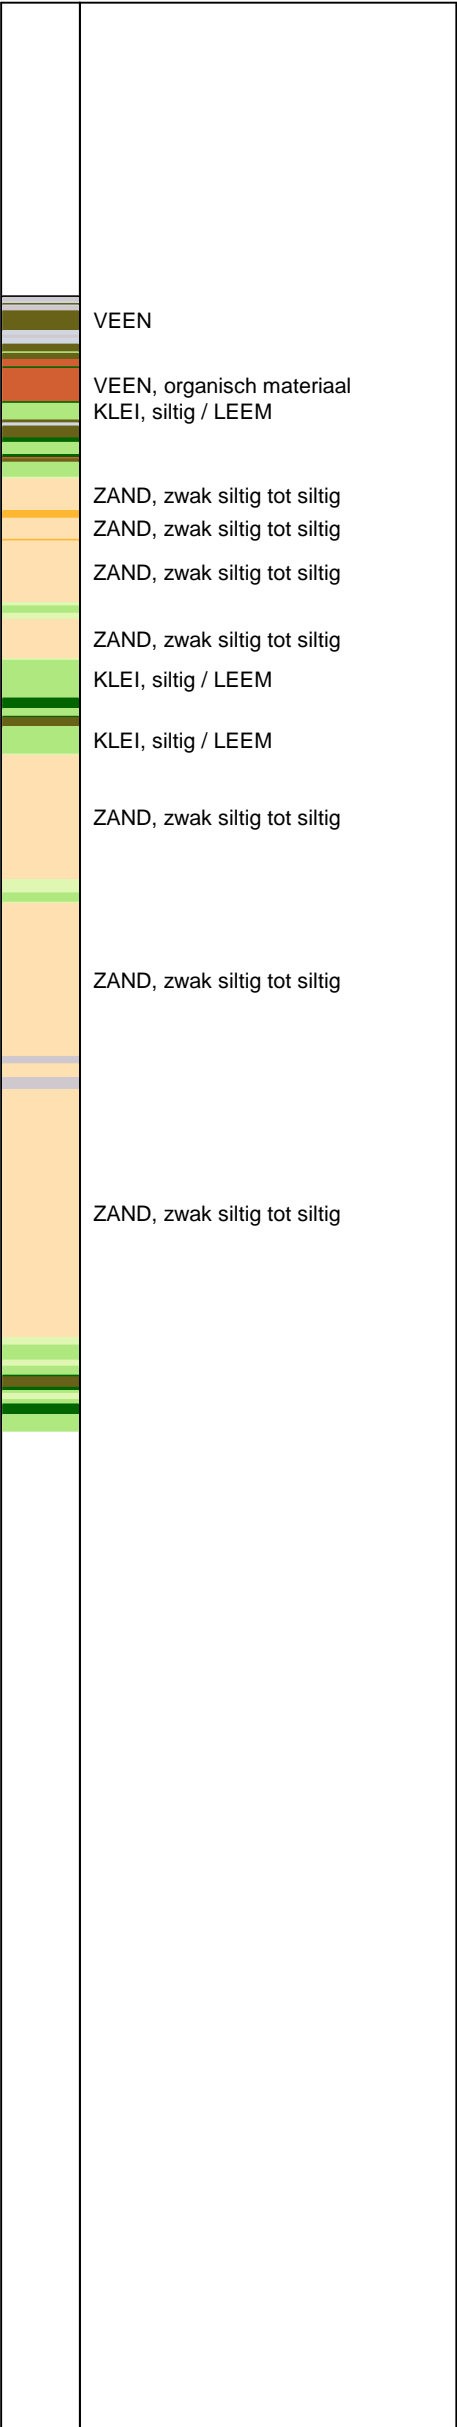 VEEN
VEEN, organisch materiaal
KLEI, siltig / LEEM
ZAND, zwak siltig tot siltig
ZAND, zwak siltig tot siltig
ZAND, zwak siltig tot siltig
ZAND, zwak siltig tot siltig
KLEI, siltig / LEEM
KLEI, siltig / LEEM
ZAND, zwak siltig tot siltig
ZAND, zwak siltig tot siltig
ZAND, zwak siltig tot siltig